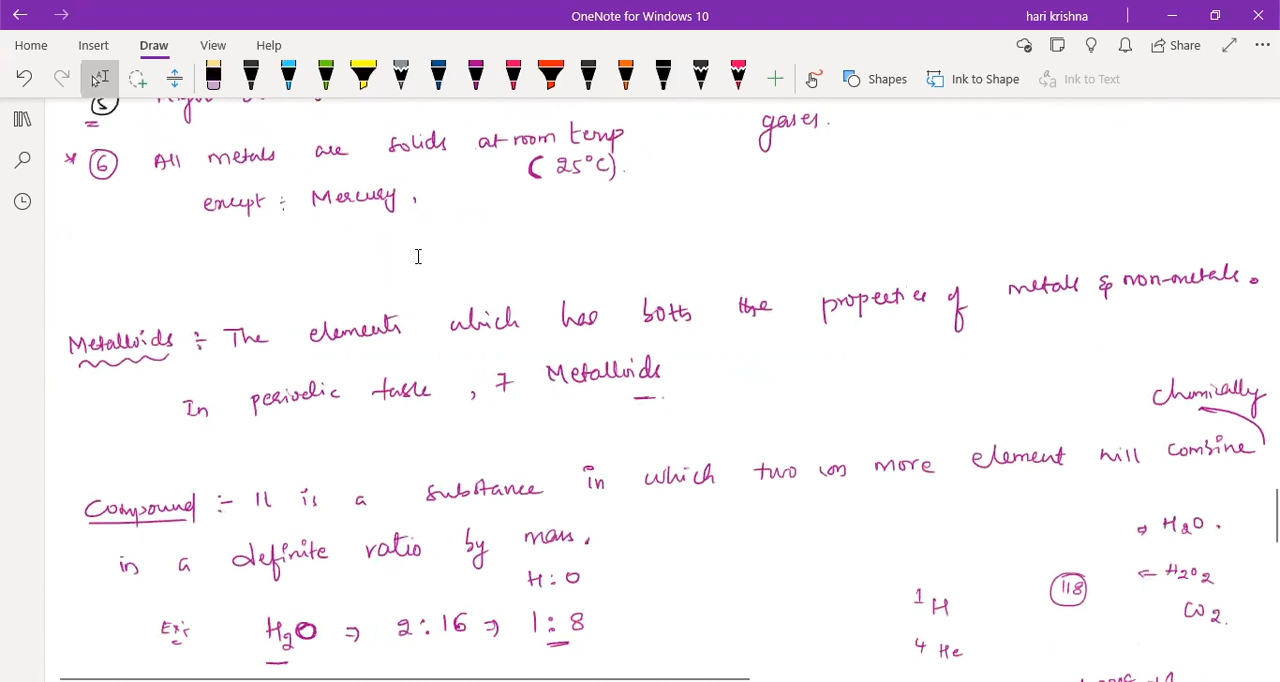 OneNote for Windows 10
hari krishna
Home Insert Draw View Help
Share
Shapes Ink to Shape Ink to Text
5
gases.
* 6 All metals are solids at room temp
(25°C).
except :- Mercury.
Metalloids :- The elements which has both the properties of metals & non-metals.
In periodic table, 7 Metalloids
chemically
Compound :- It is a substance in which two (or) more element will combine
in a definite ratio by mass.
H : O
⇒ H2O.
← H2O2
CO2.
118
1 H
4 He
Ex:- H2O ⇒ 2:16 ⇒ 1:8